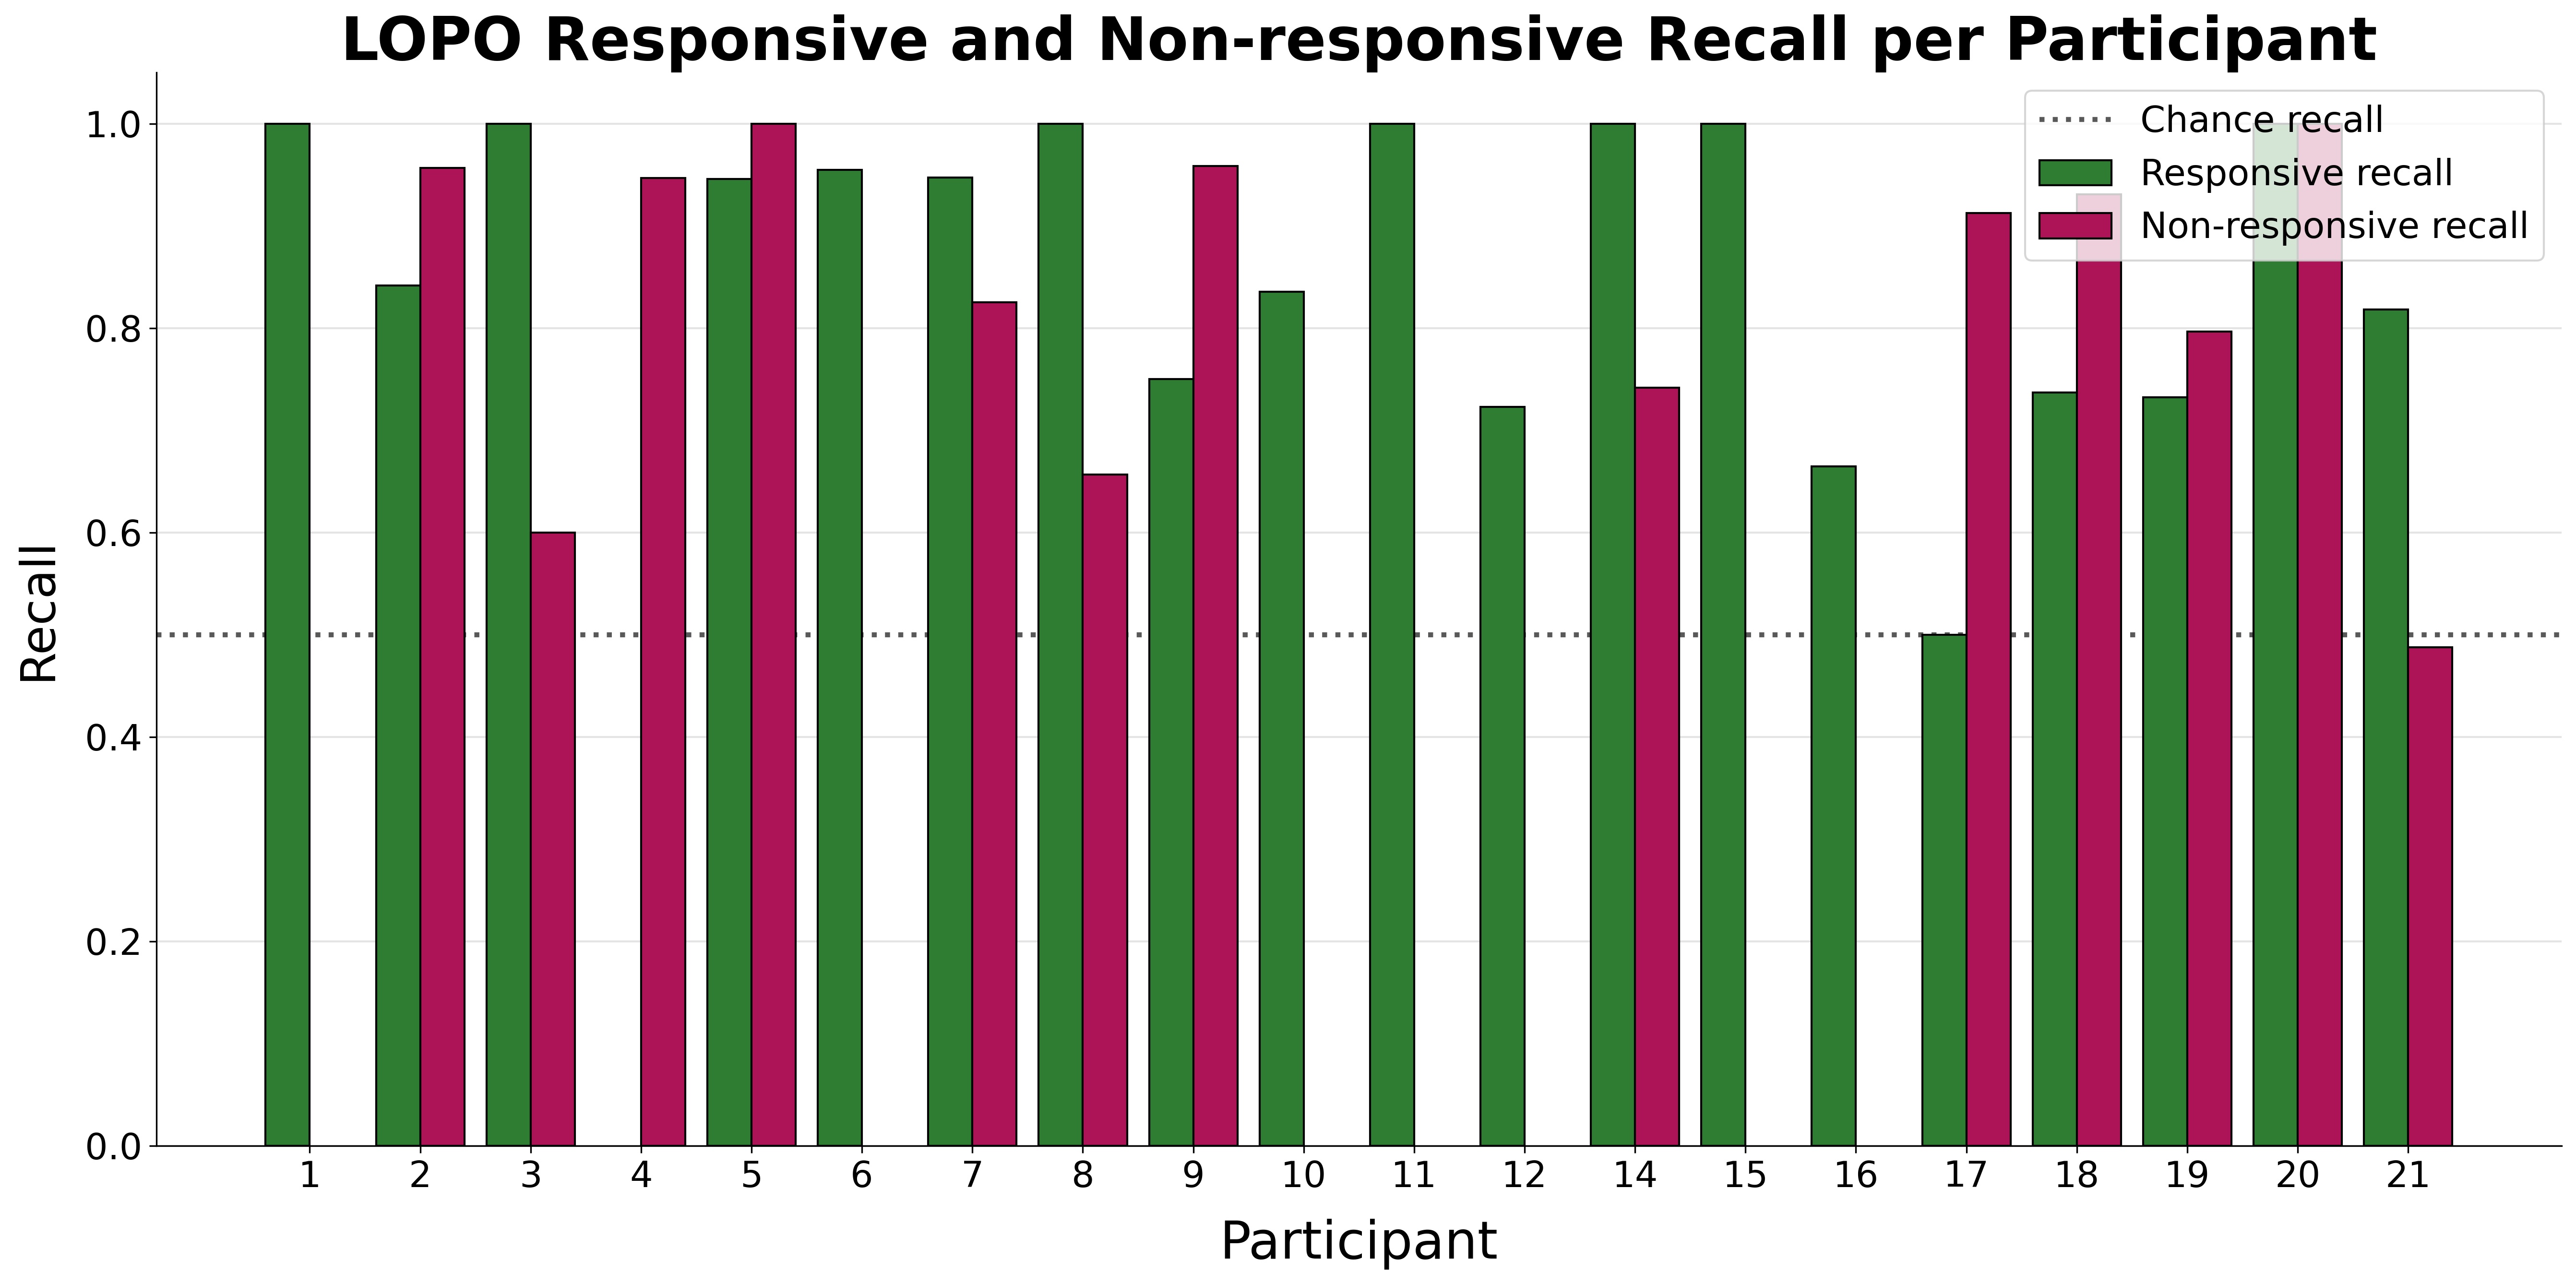 LOPO Responsive and Non-responsive Recall per Participant
Chance recall
Responsive recall
Non-responsive recall
1.0
0.8
0.6
0.4
0.2
0.0
Recall
1 2 3 4 5 6 7 8 9 10 11 12 14 15 16 17 18 19 20 21
Participant